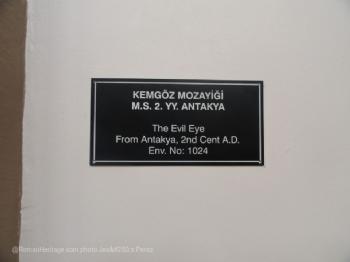 KEMGÖZ MOZAYİĞİ
M.S. 2. YY. ANTAKYA
The Evil Eye
From Antakya, 2nd Cent A.D.
Env. No: 1024